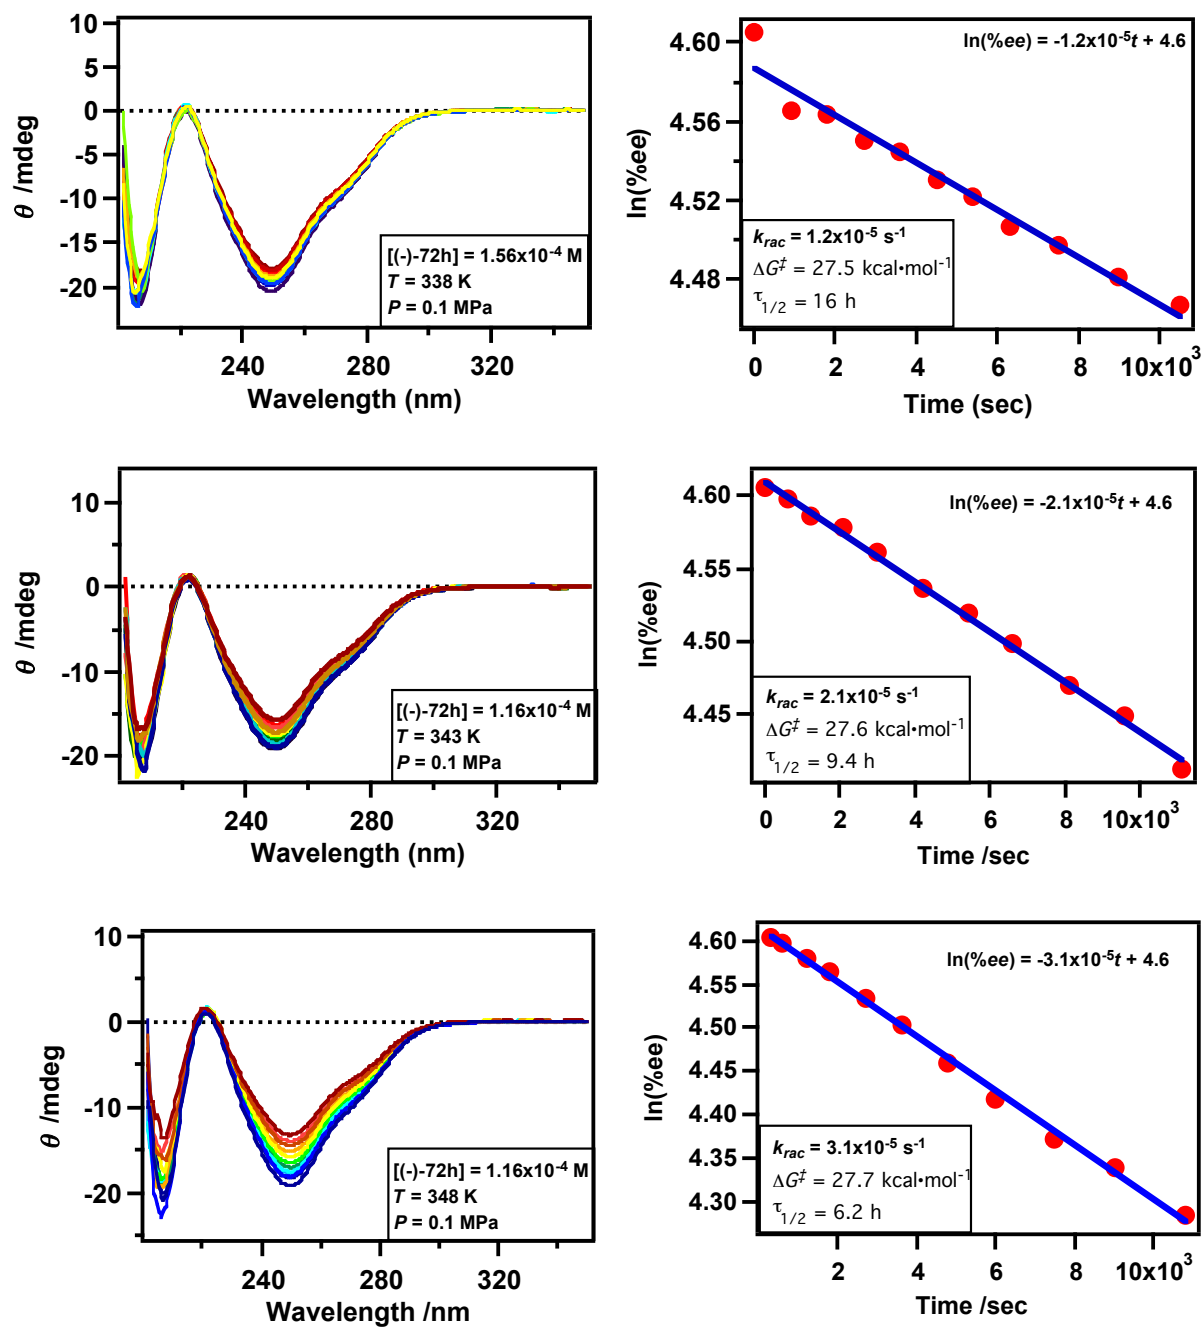 10
5
0
-5
-10
-15
-20
θ /mdeg
[(-)-72h] = 1.56x10⁻⁴ M
T = 338 K
P = 0.1 MPa
240 280 320
Wavelength (nm)
4.60
4.56
4.52
4.48
ln(%ee)
ln(%ee) = -1.2x10⁻⁵t + 4.6
k_rac = 1.2x10⁻⁵ s⁻¹
ΔG‡ = 27.5 kcal•mol⁻¹
τ1/2 = 16 h
0 2 4 6 8 10x10³
Time (sec)
10
0
-10
-20
θ /mdeg
[(-)-72h] = 1.16x10⁻⁴ M
T = 343 K
P = 0.1 MPa
240 280 320
Wavelength (nm)
4.60
4.55
4.50
4.45
ln(%ee)
ln(%ee) = -2.1x10⁻⁵t + 4.6
k_rac = 2.1x10⁻⁵ s⁻¹
ΔG‡ = 27.6 kcal•mol⁻¹
τ1/2 = 9.4 h
0 2 4 6 8 10x10³
Time /sec
10
0
-10
-20
θ /mdeg
[(-)-72h] = 1.16x10⁻⁴ M
T = 348 K
P = 0.1 MPa
240 280 320
Wavelength /nm
4.60
4.55
4.50
4.45
4.40
4.35
4.30
ln(%ee)
ln(%ee) = -3.1x10⁻⁵t + 4.6
k_rac = 3.1x10⁻⁵ s⁻¹
ΔG‡ = 27.7 kcal•mol⁻¹
τ1/2 = 6.2 h
2 4 6 8 10x10³
Time /sec